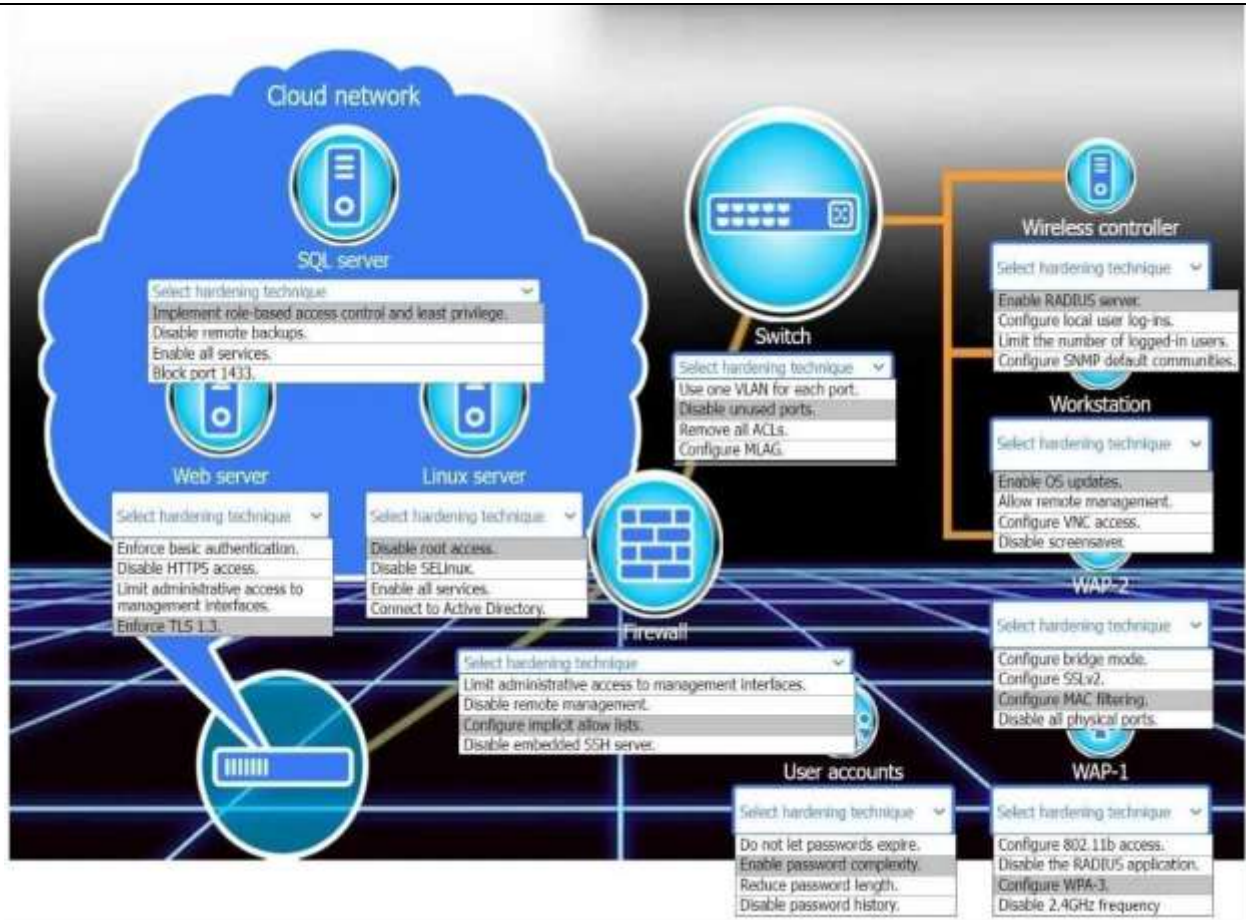 Cloud network
SQL server
Select hardening technique
Implement role-based access control and least privilege.
Disable remote backups.
Enable all services.
Block port 1433.
Web server
Select hardening technique
Enforce basic authentication.
Disable HTTPS access.
Limit administrative access to
management interfaces.
Enforce TLS 1.3.
Linux server
Select hardening technique
Disable root access.
Disable SELinux.
Enable all services.
Connect to Active Directory.
Switch
Select hardening technique
Use one VLAN for each port.
Disable unused ports.
Remove all ACLs.
Configure MLAG.
Firewall
Select hardening technique
Limit administrative access to management interfaces.
Disable remote management.
Configure implicit allow lists.
Disable embedded SSH server.
Wireless controller
Select hardening technique
Enable RADIUS server.
Configure local user log-ins.
Limit the number of logged-in users.
Configure SNMP default communities.
Workstation
Select hardening technique
Enable OS updates.
Allow remote management.
Configure VNC access.
Disable screensaver.
WAP-2
Select hardening technique
Configure bridge mode.
Configure SSLv2.
Configure MAC filtering.
Disable all physical ports.
User accounts
Select hardening technique
Do not let passwords expire.
Enable password complexity.
Reduce password length.
Disable password history.
WAP-1
Select hardening technique
Configure 802.11b access.
Disable the RADIUS application.
Configure WPA-3.
Disable 2.4GHz frequency